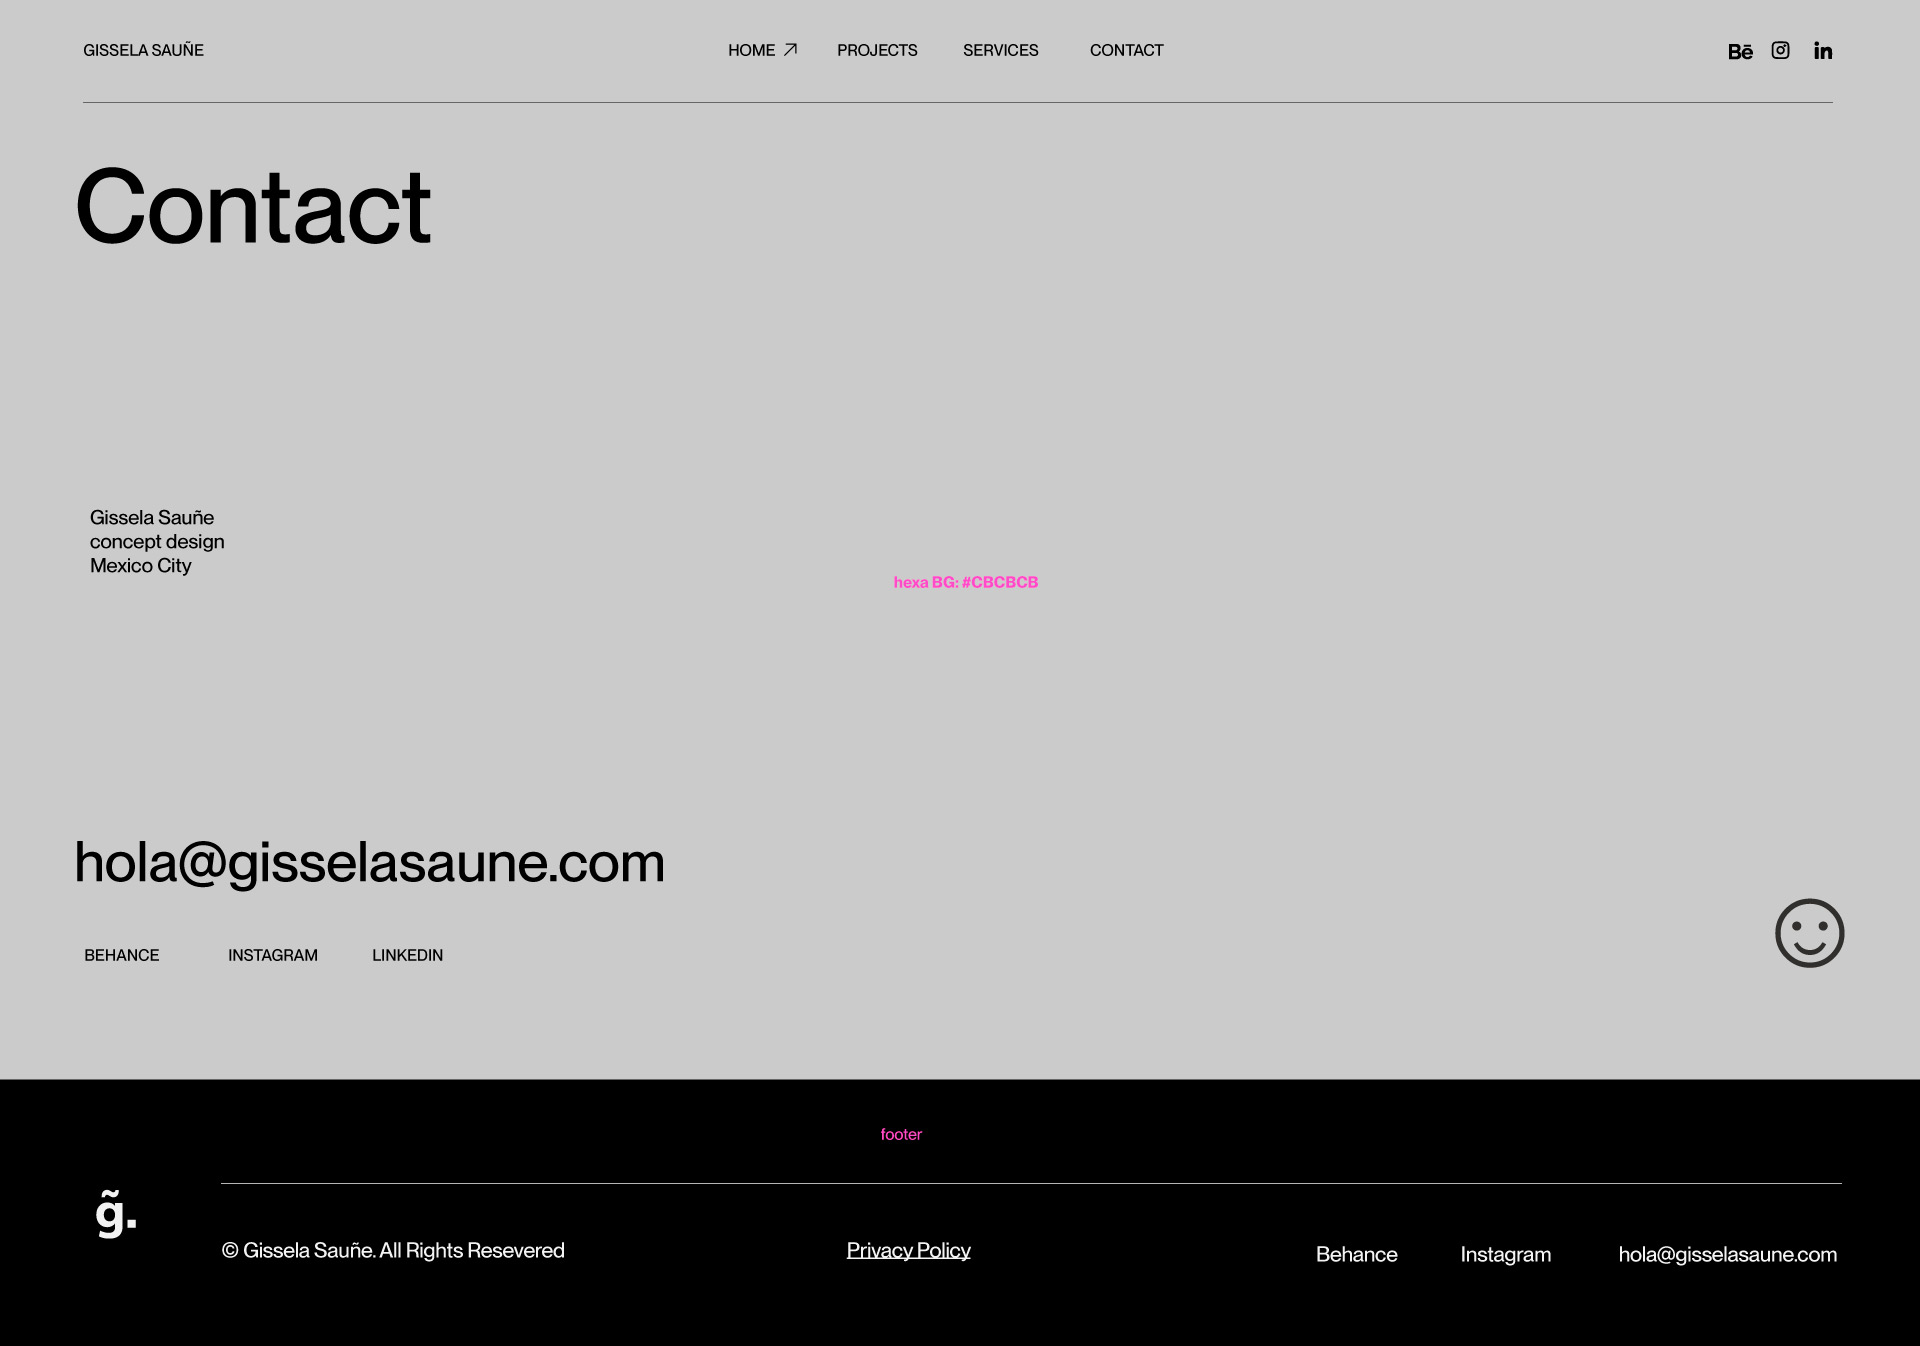 GISSELA SAUÑE
HOME
PROJECTS
SERVICES
CONTACT
Bē
in
Contact
Gissela Sauñe
concept design
Mexico City
hexa BG: #CBCBCB
hola@gisselasaune.com
BEHANCE
INSTAGRAM
LINKEDIN
footer
g̃.
© Gissela Sauñe. All Rights Resevered
Privacy Policy
Behance
Instagram
hola@gisselasaune.com